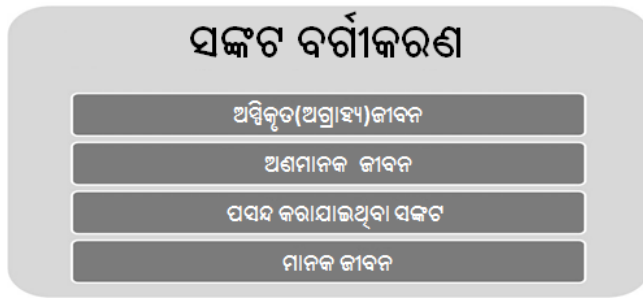 ସଙ୍କଟ ବର୍ଗୀକରଣ
ଅସ୍ୱିକୃତ(ଅଗ୍ରାହ୍ୟ)ଜୀବନ
ଅଣମାନକ ଜୀବନ
ପସନ୍ଦ କରାଯାଇଥିବା ସଙ୍କଟ
ମାନକ ଜୀବନ